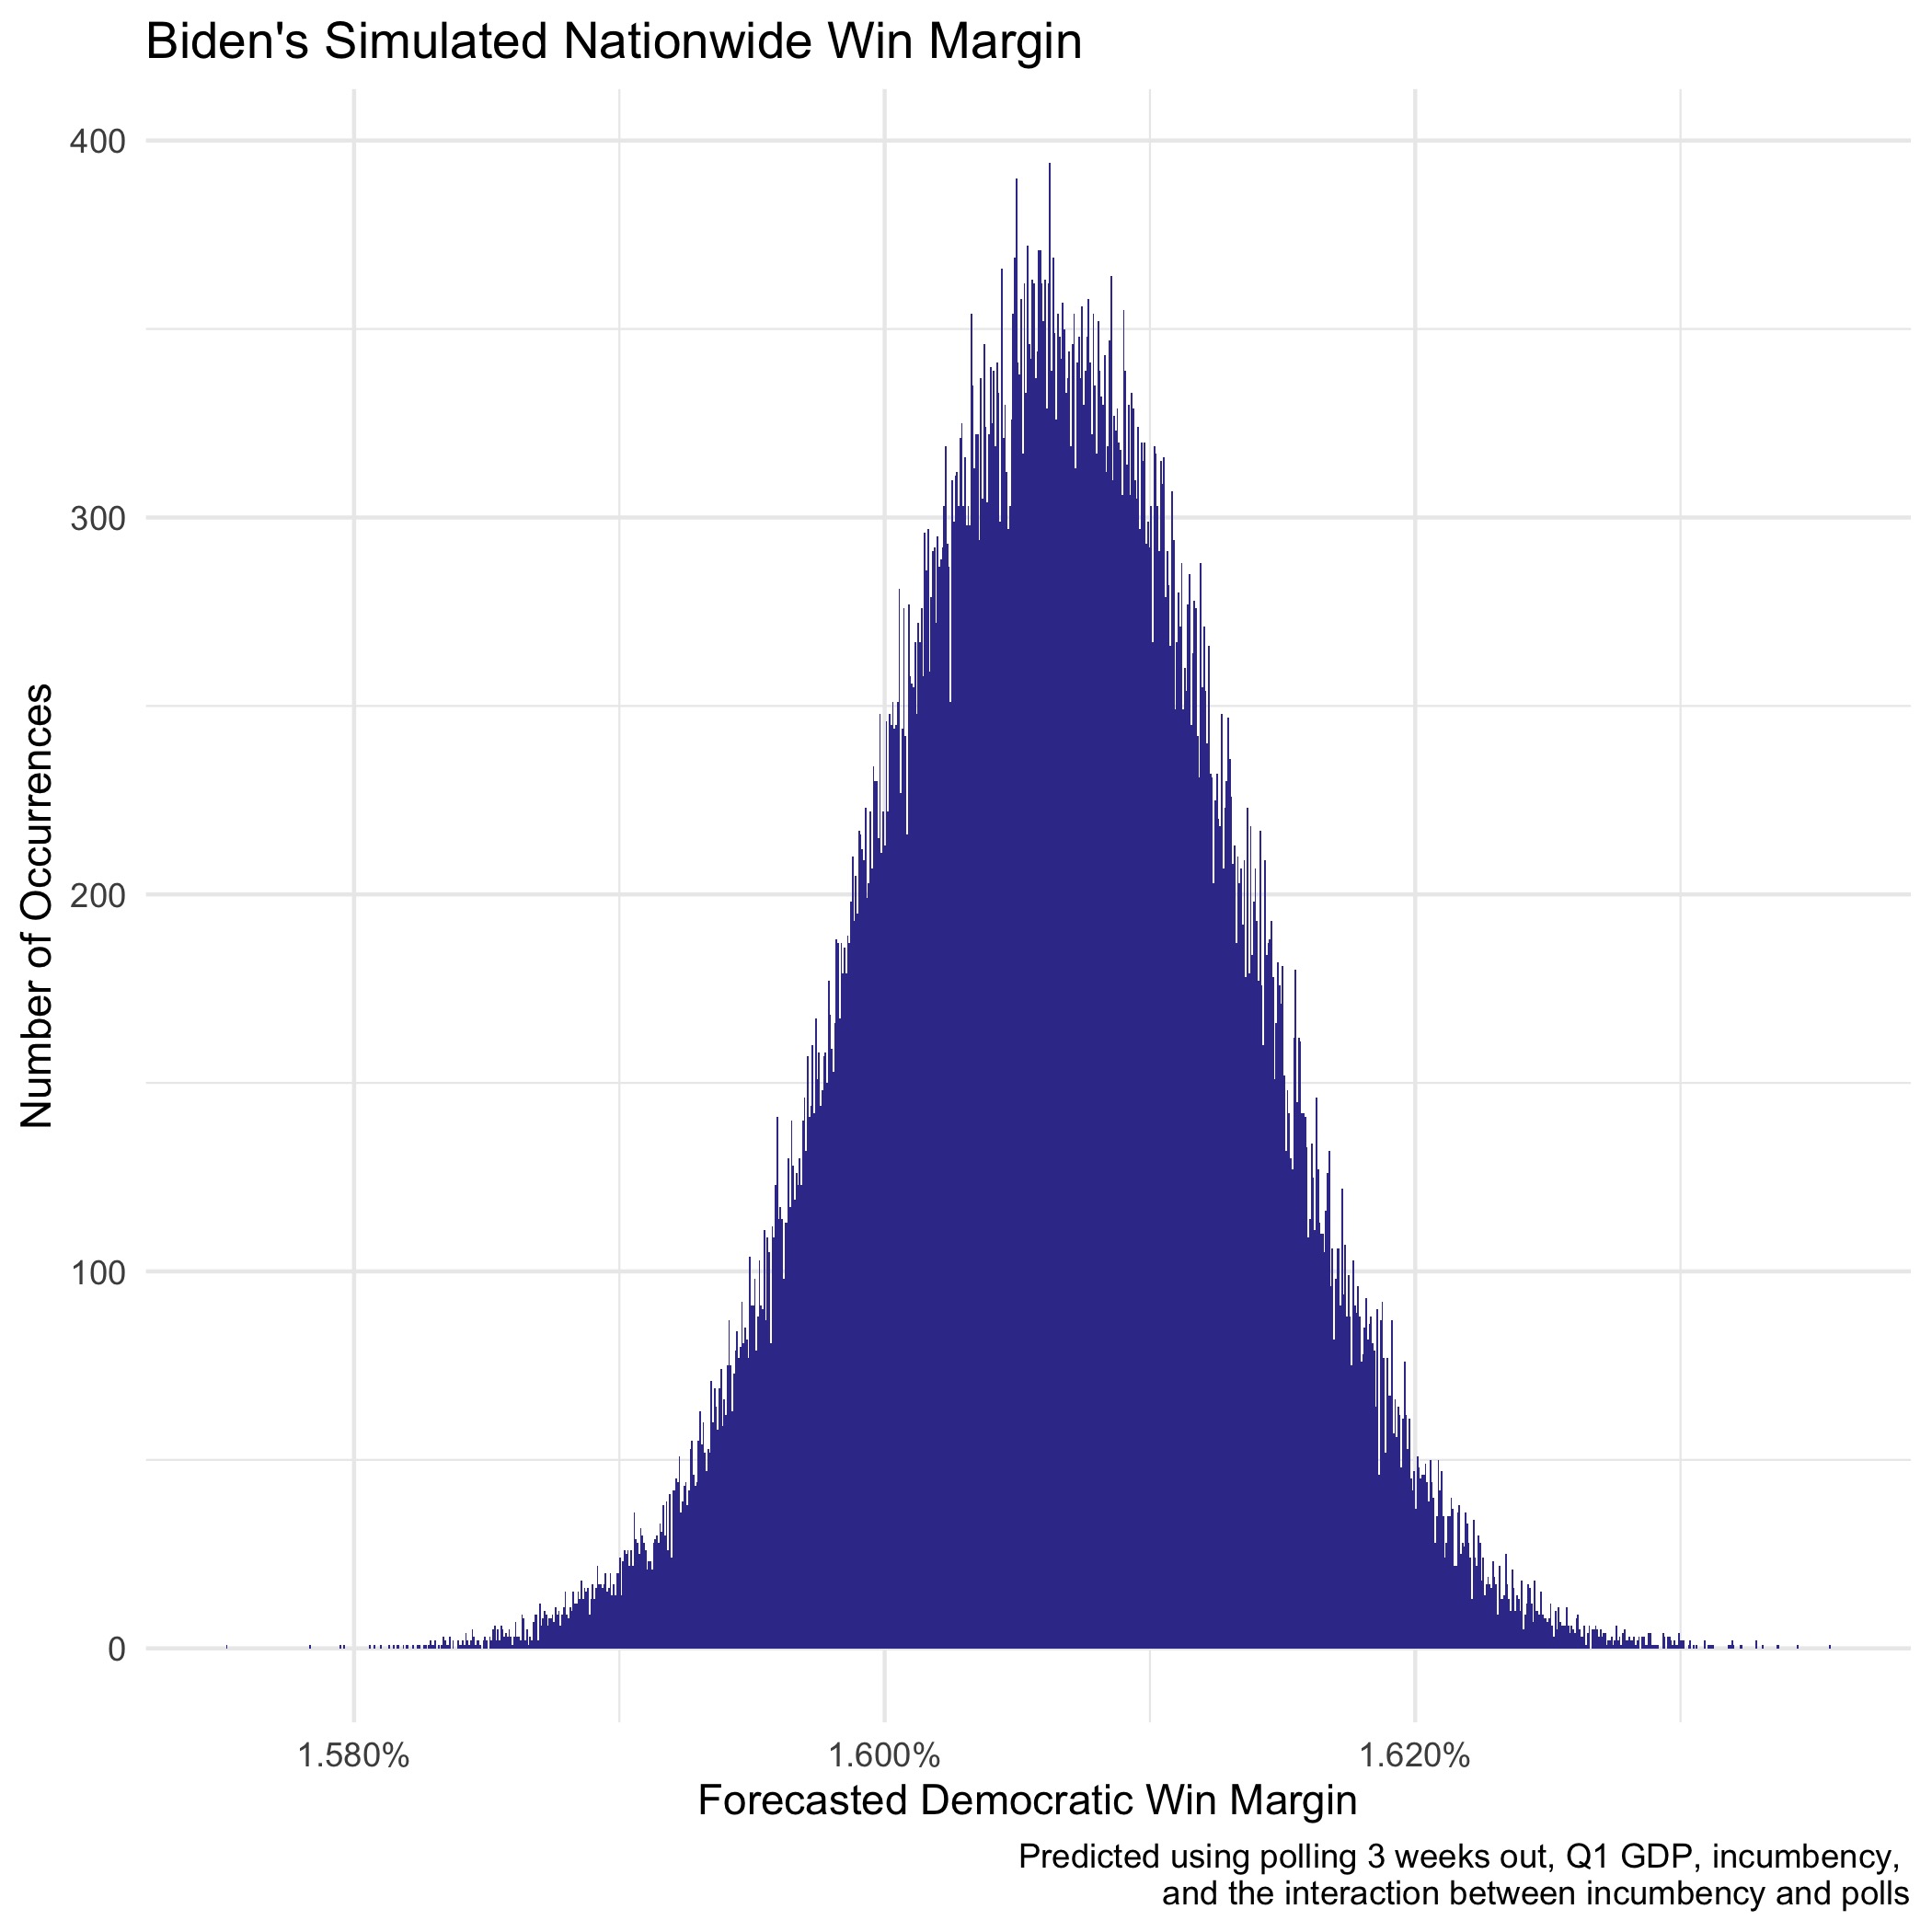 Biden's Simulated Nationwide Win Margin
400
300
200
100
0
Number of Occurrences
1.580%
1.600%
1.620%
Forecasted Democratic Win Margin
Predicted using polling 3 weeks out, Q1 GDP, incumbency,
and the interaction between incumbency and polls